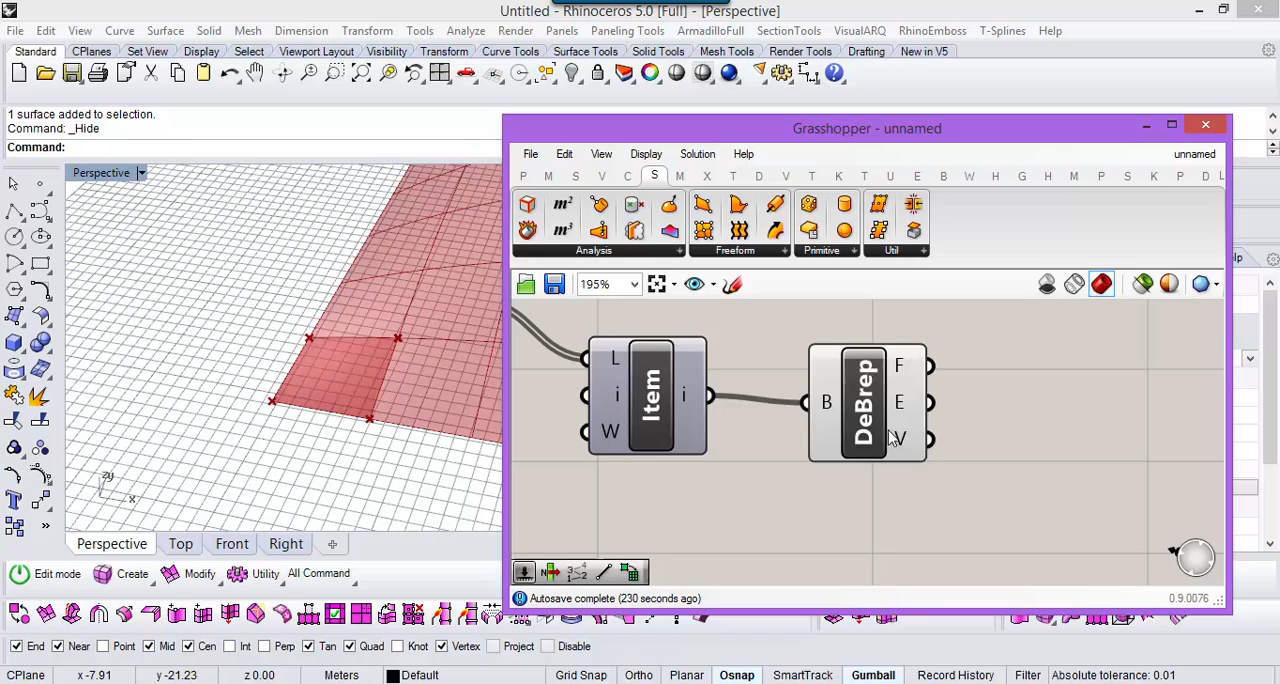 Untitled - Rhinoceros 5.0 [Full] - [Perspective]
File Edit View Curve Surface Solid Mesh Dimension Transform Tools Analyze Render Panels Paneling Tools ArmadilloFull SectionTools VisualARQ RhinoEmboss T-Splines Help
Standard CPlanes Set View Display Select Viewport Layout Visibility Transform Curve Tools Surface Tools Solid Tools Mesh Tools Render Tools Drafting New in V5
1 surface added to selection.
Command: _Hide
Command:
Perspective
Grasshopper - unnamed
File Edit View Display Solution Help
unnamed
P M S V C S M X T D V T K T U E B W H C M P S K S V P D L
m²
m³
Analysis Freeform Primitive Util
195%
L i W Item i
B DeBrep F E V
elp
zy
x
Perspective Top Front Right
Autosave complete (230 seconds ago)
0.9.0076
Edit mode Create Modify Utility All Command
End Near Point Mid Cen Int Perp Tan Quad Knot Vertex Project Disable
CPlane x -7.91 y -21.23 z 0.00 Meters Default Grid Snap Ortho Planar Osnap SmartTrack Gumball Record History Filter Absolute tolerance: 0.01